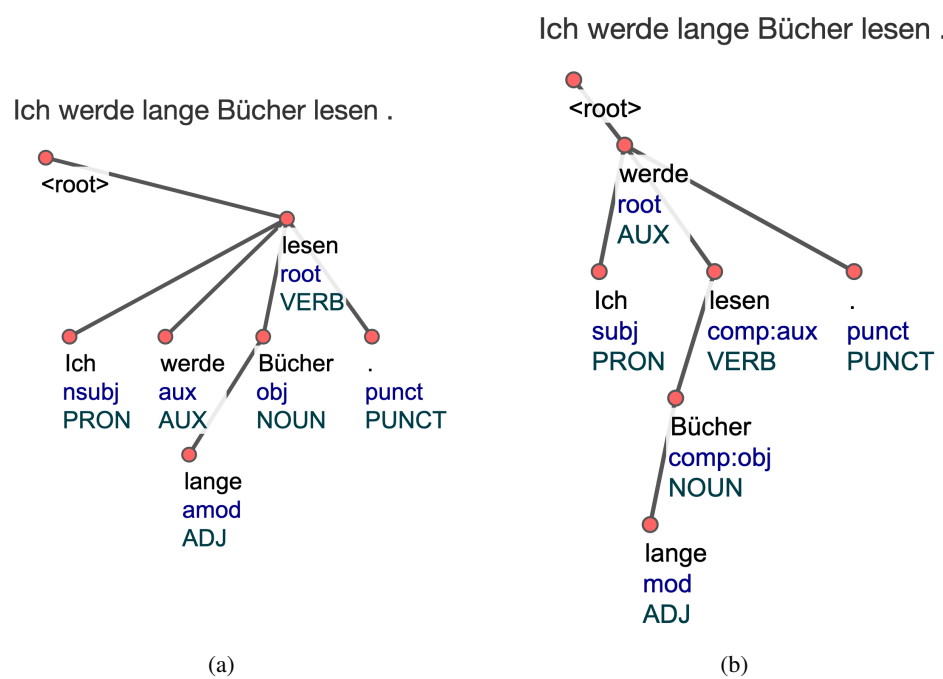 Ich werde lange Bücher lesen .
<root>
lesen
root
VERB
Ich
nsubj
PRON
werde
aux
AUX
Bücher
obj
NOUN
.
punct
PUNCT
lange
amod
ADJ
(a)
Ich werde lange Bücher lesen .
<root>
werde
root
AUX
Ich
subj
PRON
lesen
comp:aux
VERB
.
punct
PUNCT
Bücher
comp:obj
NOUN
lange
mod
ADJ
(b)